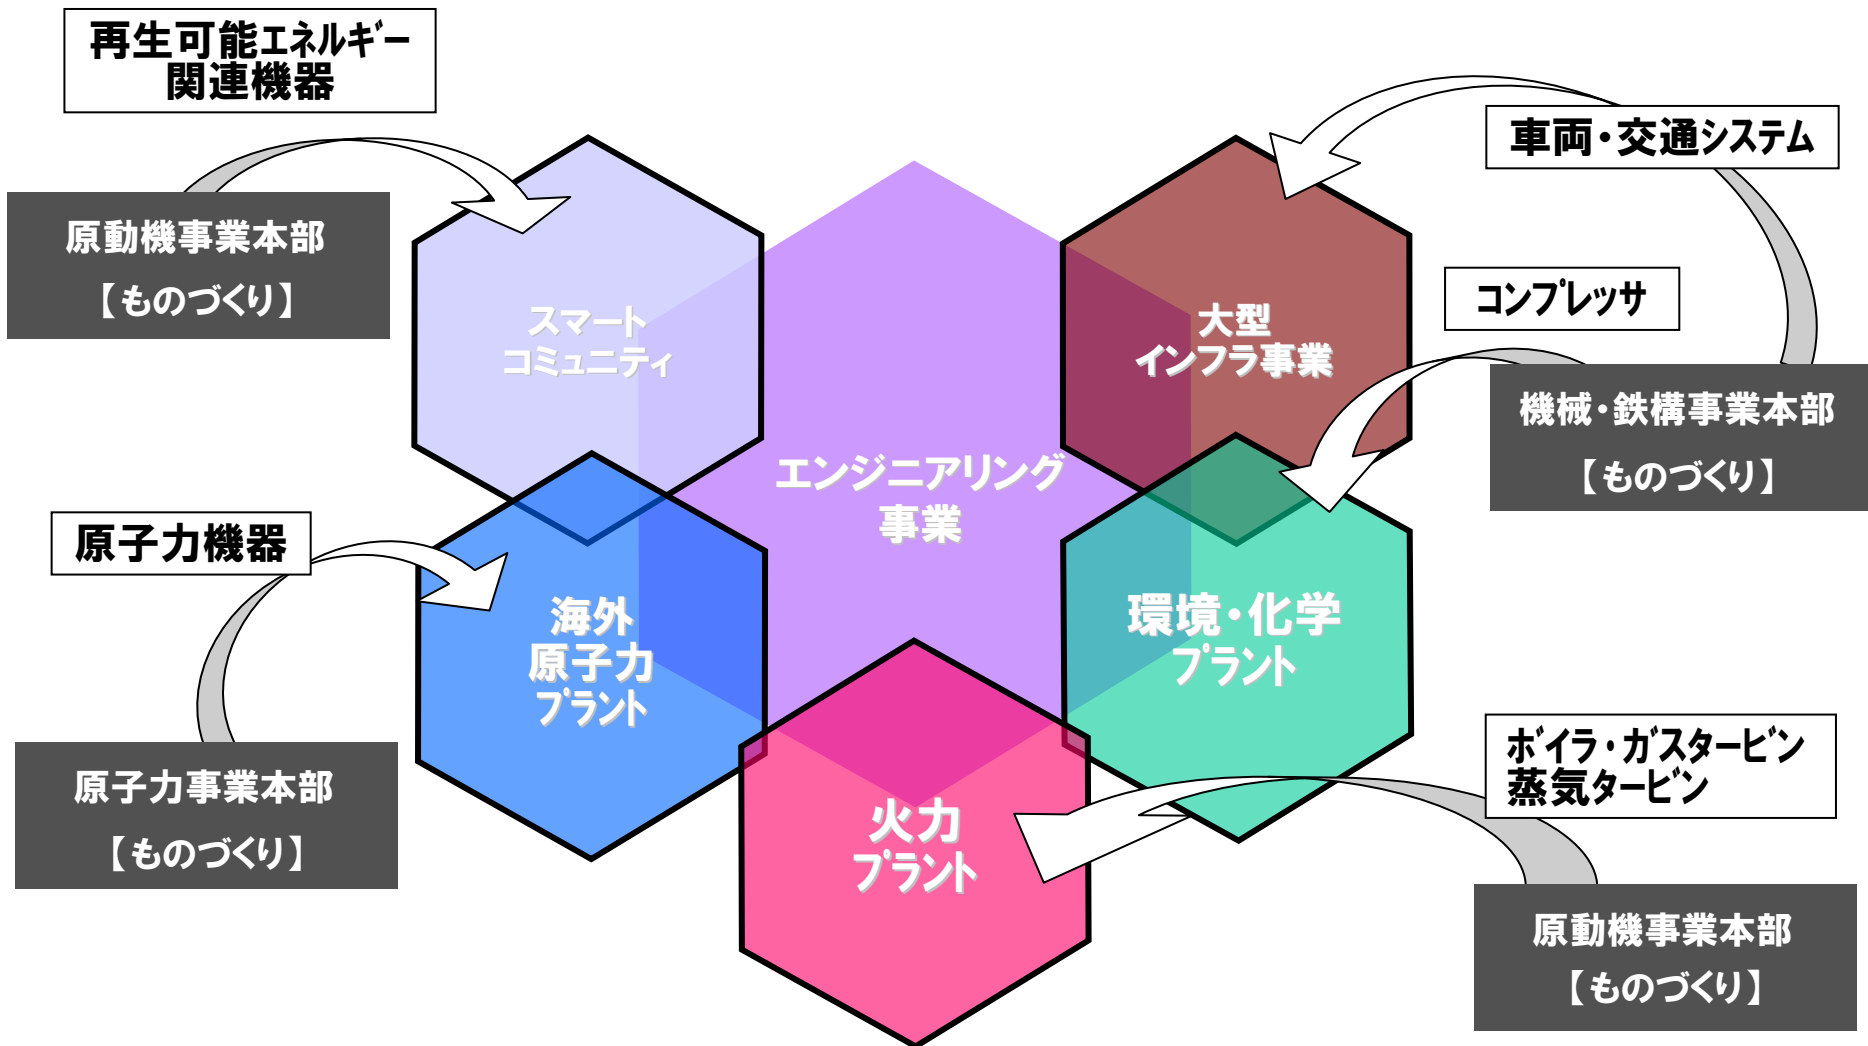 再生可能エネルギー
関連機器
原動機事業本部
【ものづくり】
スマート
コミュニティ
エンジニアリング
事業
大型
インフラ事業
車両・交通システム
コンプレッサ
機械・鉄構事業本部
【ものづくり】
原子力機器
海外
原子力
プラント
原子力事業本部
【ものづくり】
環境・化学
プラント
火力
プラント
ボイラ・ガスタービン
蒸気タービン
原動機事業本部
【ものづくり】